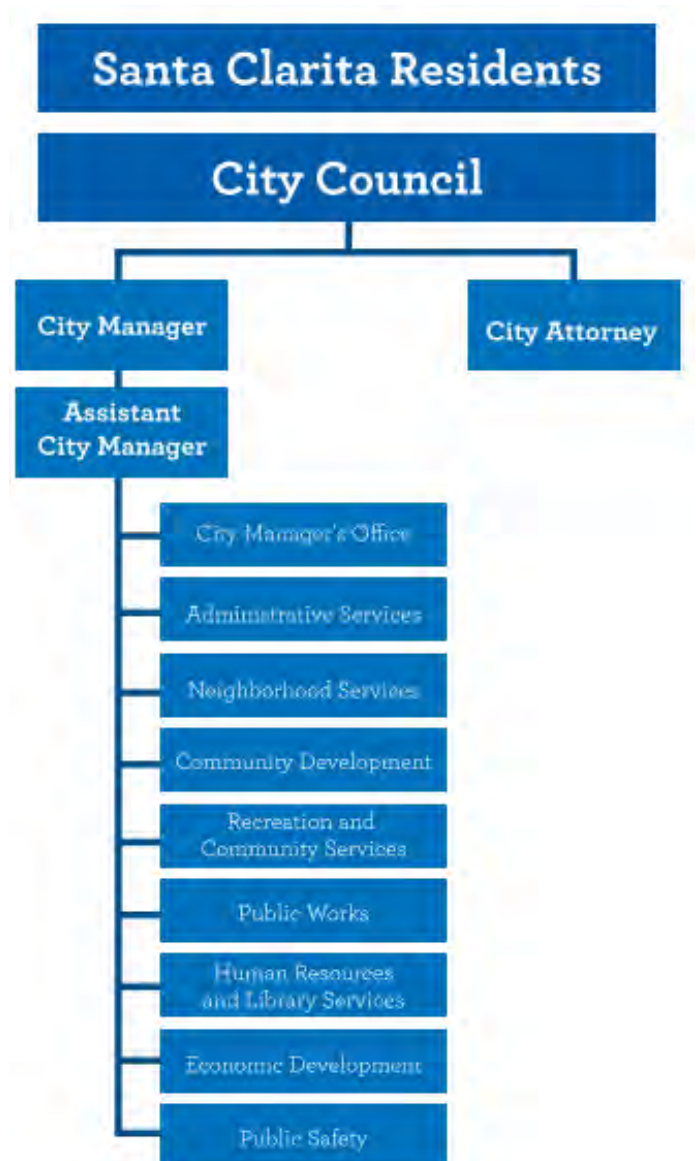 Santa Clarita Residents
City Council
City Manager
City Attorney
Assistant
City Manager
City Manager's Office
Administrative Services
Neighborhood Services
Community Development
Recreation and
Community Services
Public Works
Human Resources
and Library Services
Economic Development
Public Safety